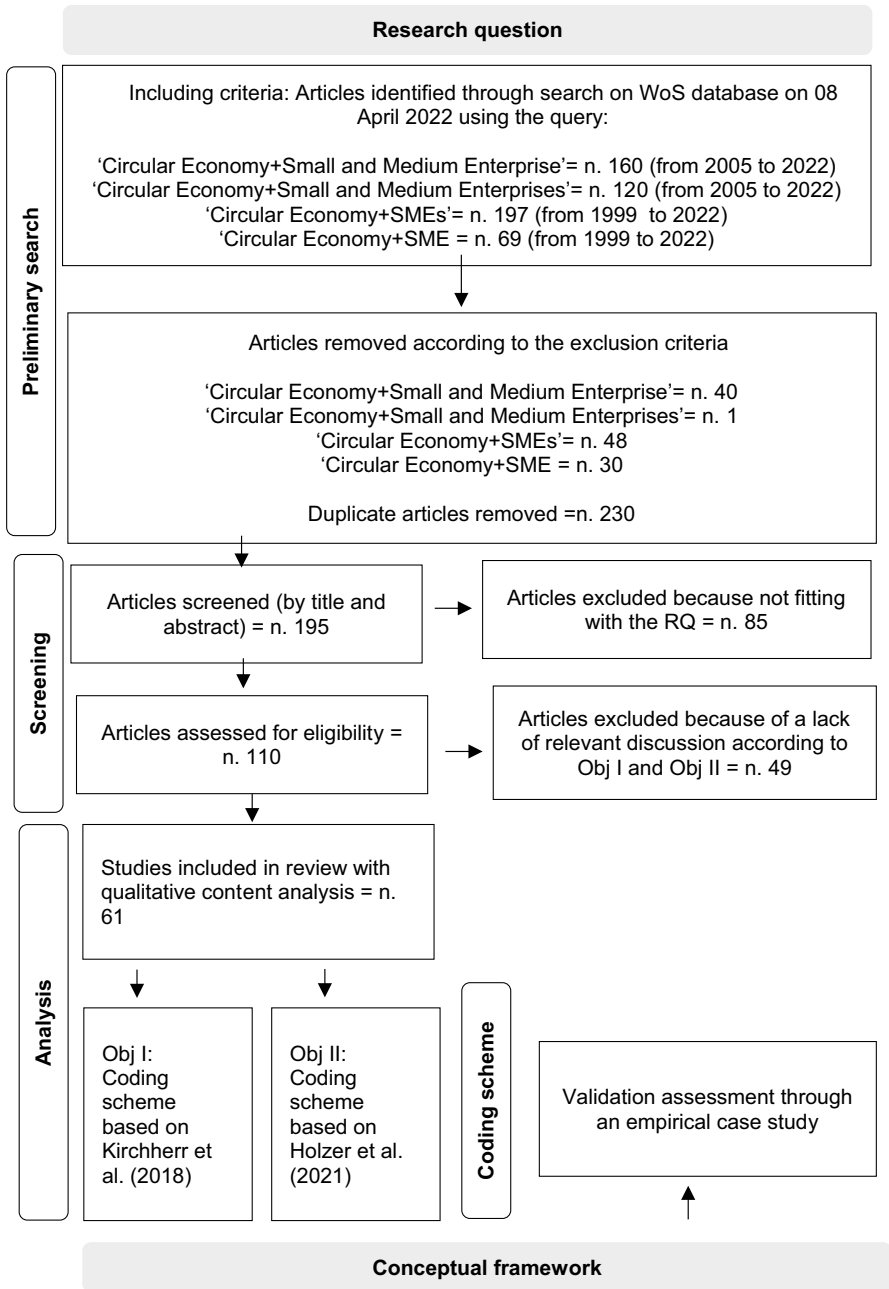 Research question
Preliminary search
Including criteria: Articles identified through search on WoS database on 08
April 2022 using the query:
‘Circular Economy+Small and Medium Enterprise’= n. 160 (from 2005 to 2022)
‘Circular Economy+Small and Medium Enterprises’= n. 120 (from 2005 to 2022)
‘Circular Economy+SMEs’= n. 197 (from 1999 to 2022)
‘Circular Economy+SME = n. 69 (from 1999 to 2022)
Articles removed according to the exclusion criteria
‘Circular Economy+Small and Medium Enterprise’= n. 40
‘Circular Economy+Small and Medium Enterprises’= n. 1
‘Circular Economy+SMEs’= n. 48
‘Circular Economy+SME = n. 30
Duplicate articles removed =n. 230
Screening
Articles screened (by title and
abstract) = n. 195
Articles excluded because not fitting
with the RQ = n. 85
Articles assessed for eligibility =
n. 110
Articles excluded because of a lack
of relevant discussion according to
Obj I and Obj II = n. 49
Analysis
Studies included in review with
qualitative content analysis = n.
61
Obj I:
Coding
scheme
based on
Kirchherr et
al. (2018)
Obj II:
Coding
scheme
based on
Holzer et al.
(2021)
Coding scheme
Validation assessment through
an empirical case study
Conceptual framework